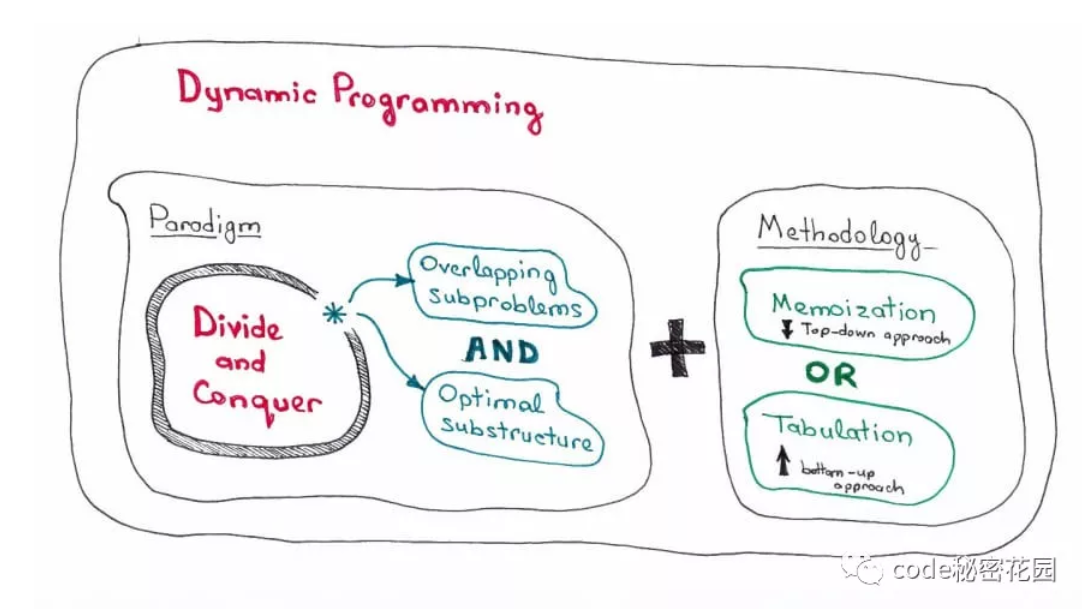 Dynamic Programming
Paradigm
Divide
and
Conquer
*
Overlapping
subproblems
AND
Optimal
substructure
+
Methodology
Memoization
Top-down approach
OR
Tabulation
bottom-up
approach
code秘密花园